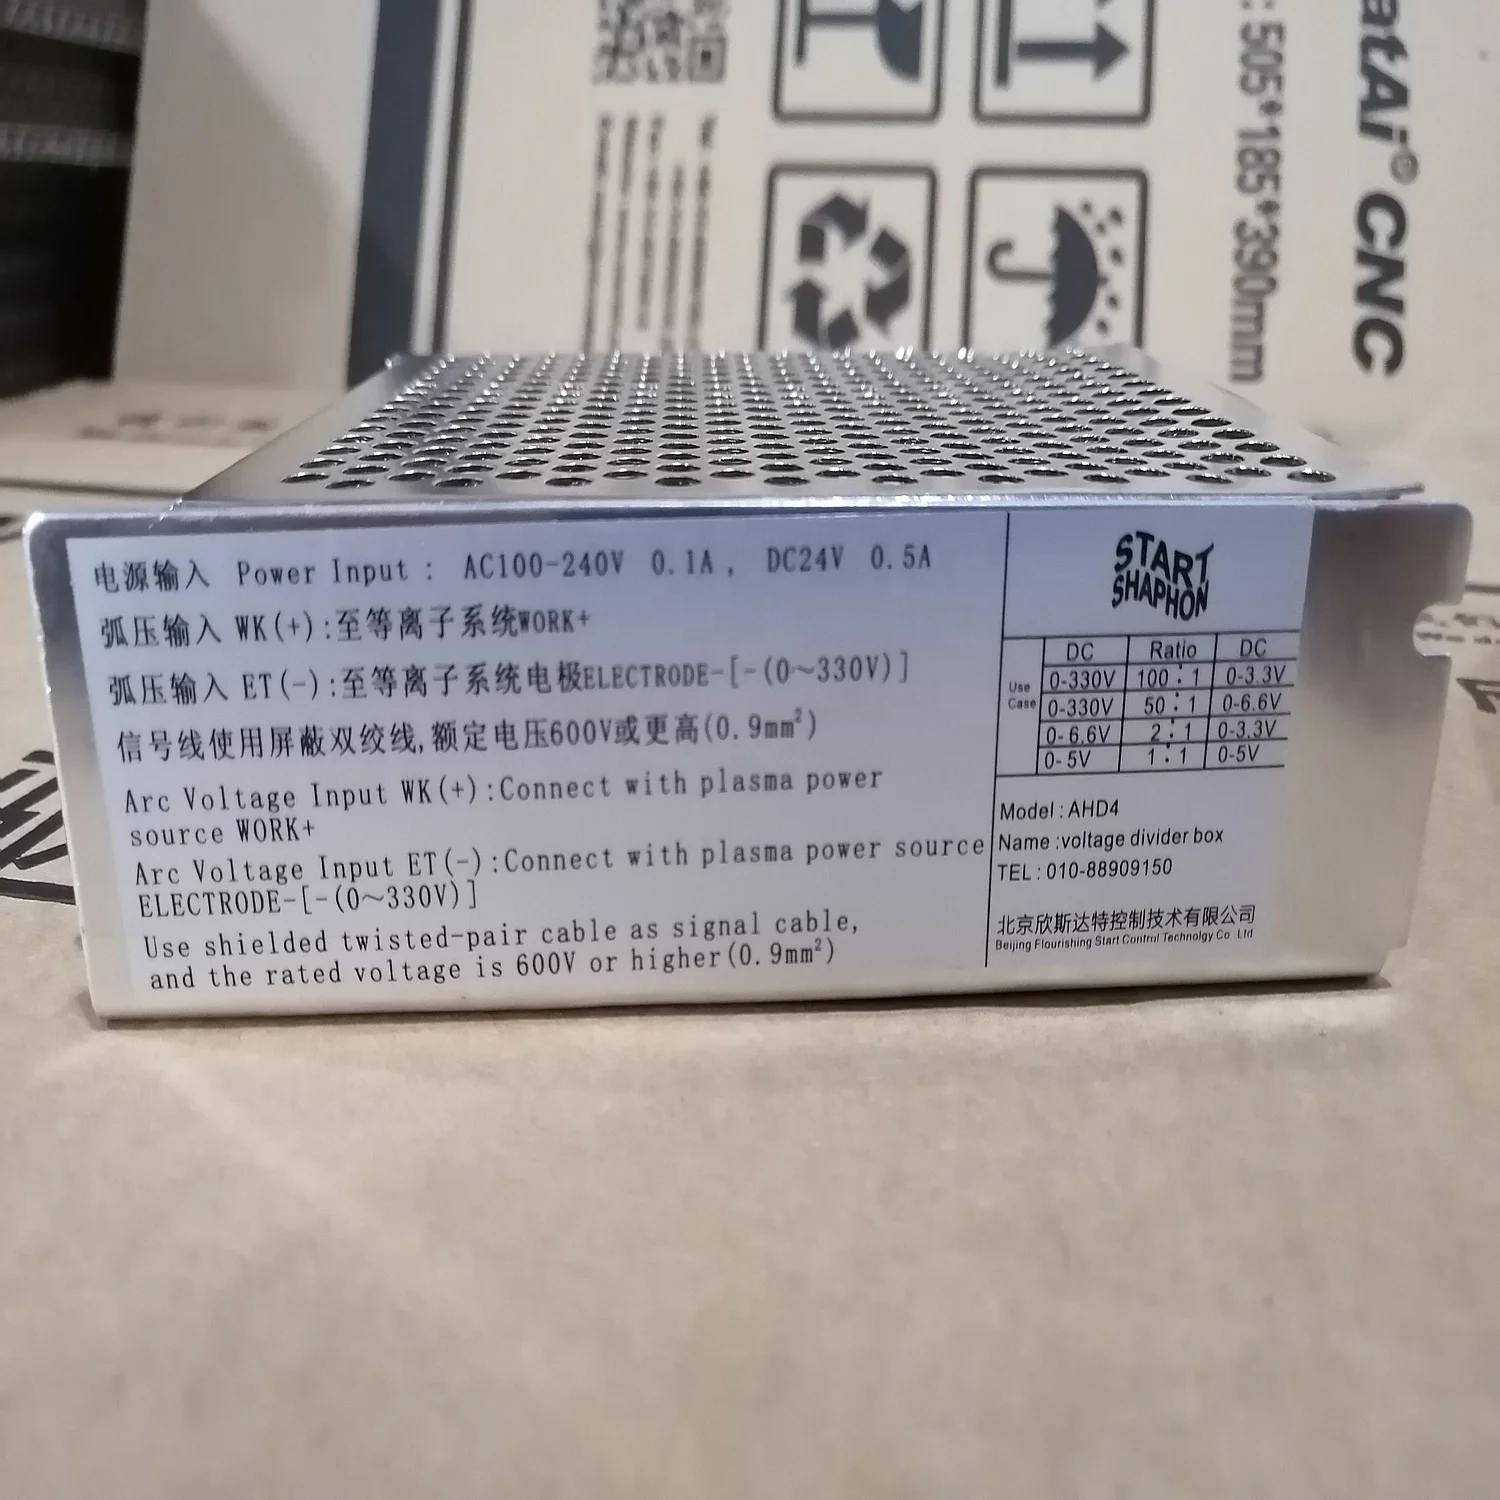 atAi® CNC
: 505*185*390mm
电源输入 Power Input : AC100-240V 0.1A , DC24V 0.5A
弧压输入 WK(+):至等离子系统WORK+
弧压输入 ET(-):至等离子系统电极ELECTRODE-[-(0～330V)]
信号线使用屏蔽双绞线,额定电压600V或更高(0.9mm²)
Arc Voltage Input WK(+):Connect with plasma power
source WORK+
Arc Voltage Input ET(-):Connect with plasma power source
ELECTRODE-[-(0～330V)]
Use shielded twisted-pair cable as signal cable,
and the rated voltage is 600V or higher(0.9mm²)
START
SHAPHON
Use Case
DC Ratio DC
0-330V 100:1 0-3.3V
0-330V 50:1 0-6.6V
0-6.6V 2:1 0-3.3V
0-5V 1:1 0-5V
Model:AHD4
Name:voltage divider box
TEL:010-88909150
北京欣斯达特控制技术有限公司
Beijing Flourishing Start Control Technolgy Co Ltd